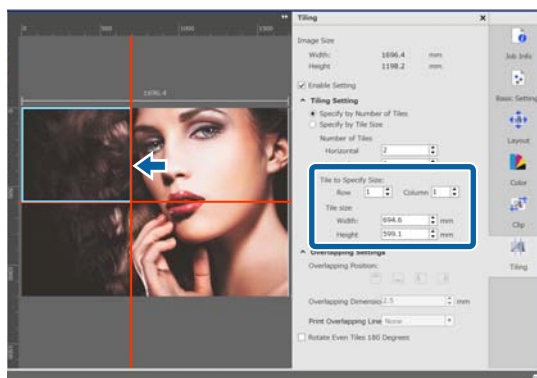 Tiling
0 500 1000 1500
Image Size
Width: 1696.4 mm
Height 1198.2 mm
Enable Setting
Tiling Setting
Specify by Number of Tiles
Specify by Tile Size
Number of Tiles
Horizontal 2
1696.4
Tile to Specify Size:
Row 1 Column 1
Tile size
Width: 694.6 mm
Height 599.1 mm
Overlapping Settings
Overlapping Position:
Overlapping Dimensio 2.5 mm
Print Overlapping Line None
Rotate Even Tiles 180 Degrees
Job Info
Basic Setting
Layout
Color
Clip
Tiling